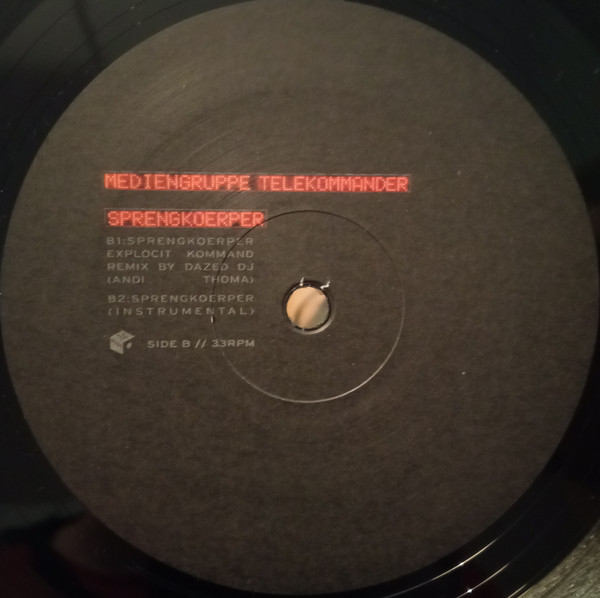 MEDIENGRUPPE TELEKOMMANDER
SPRENGKOERPER
B1:SPRENGKOERPER
EXPLOCIT KOMMAND
REMIX BY DAZED DJ
(ANDI THOMA)
B2:SPRENGKOERPER
(INSTRUMENTAL)
SIDE B // 33RPM